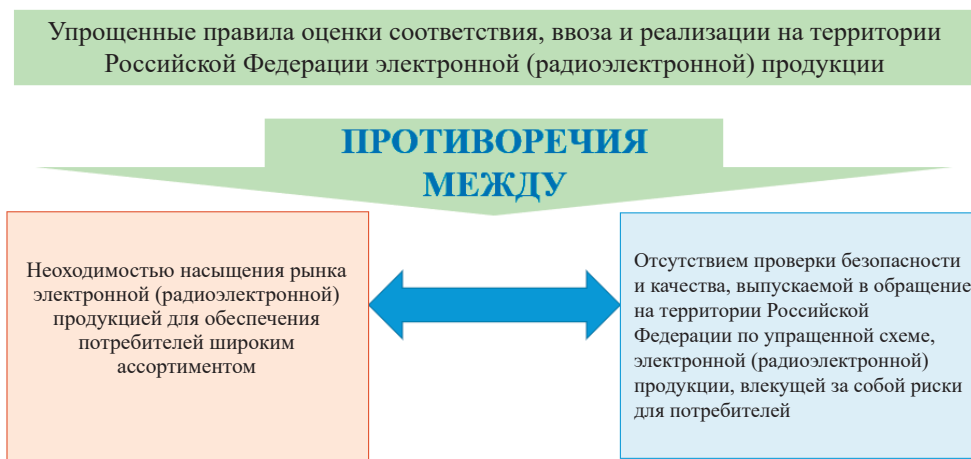 Упрощенные правила оценки соответствия, ввоза и реализации на территории
Российской Федерации электронной (радиоэлектронной) продукции
ПРОТИВОРЕЧИЯ
МЕЖДУ
Неоходимостью насыщения рынка
электронной (радиоэлектронной)
продукцией для обеспечения
потребителей широким
ассортиментом
Отсутствием проверки безопасности
и качества, выпускаемой в обращение
на территории Российской
Федерации по упращенной схеме,
электронной (радиоэлектронной)
продукции, влекущей за собой риски
для потребителей